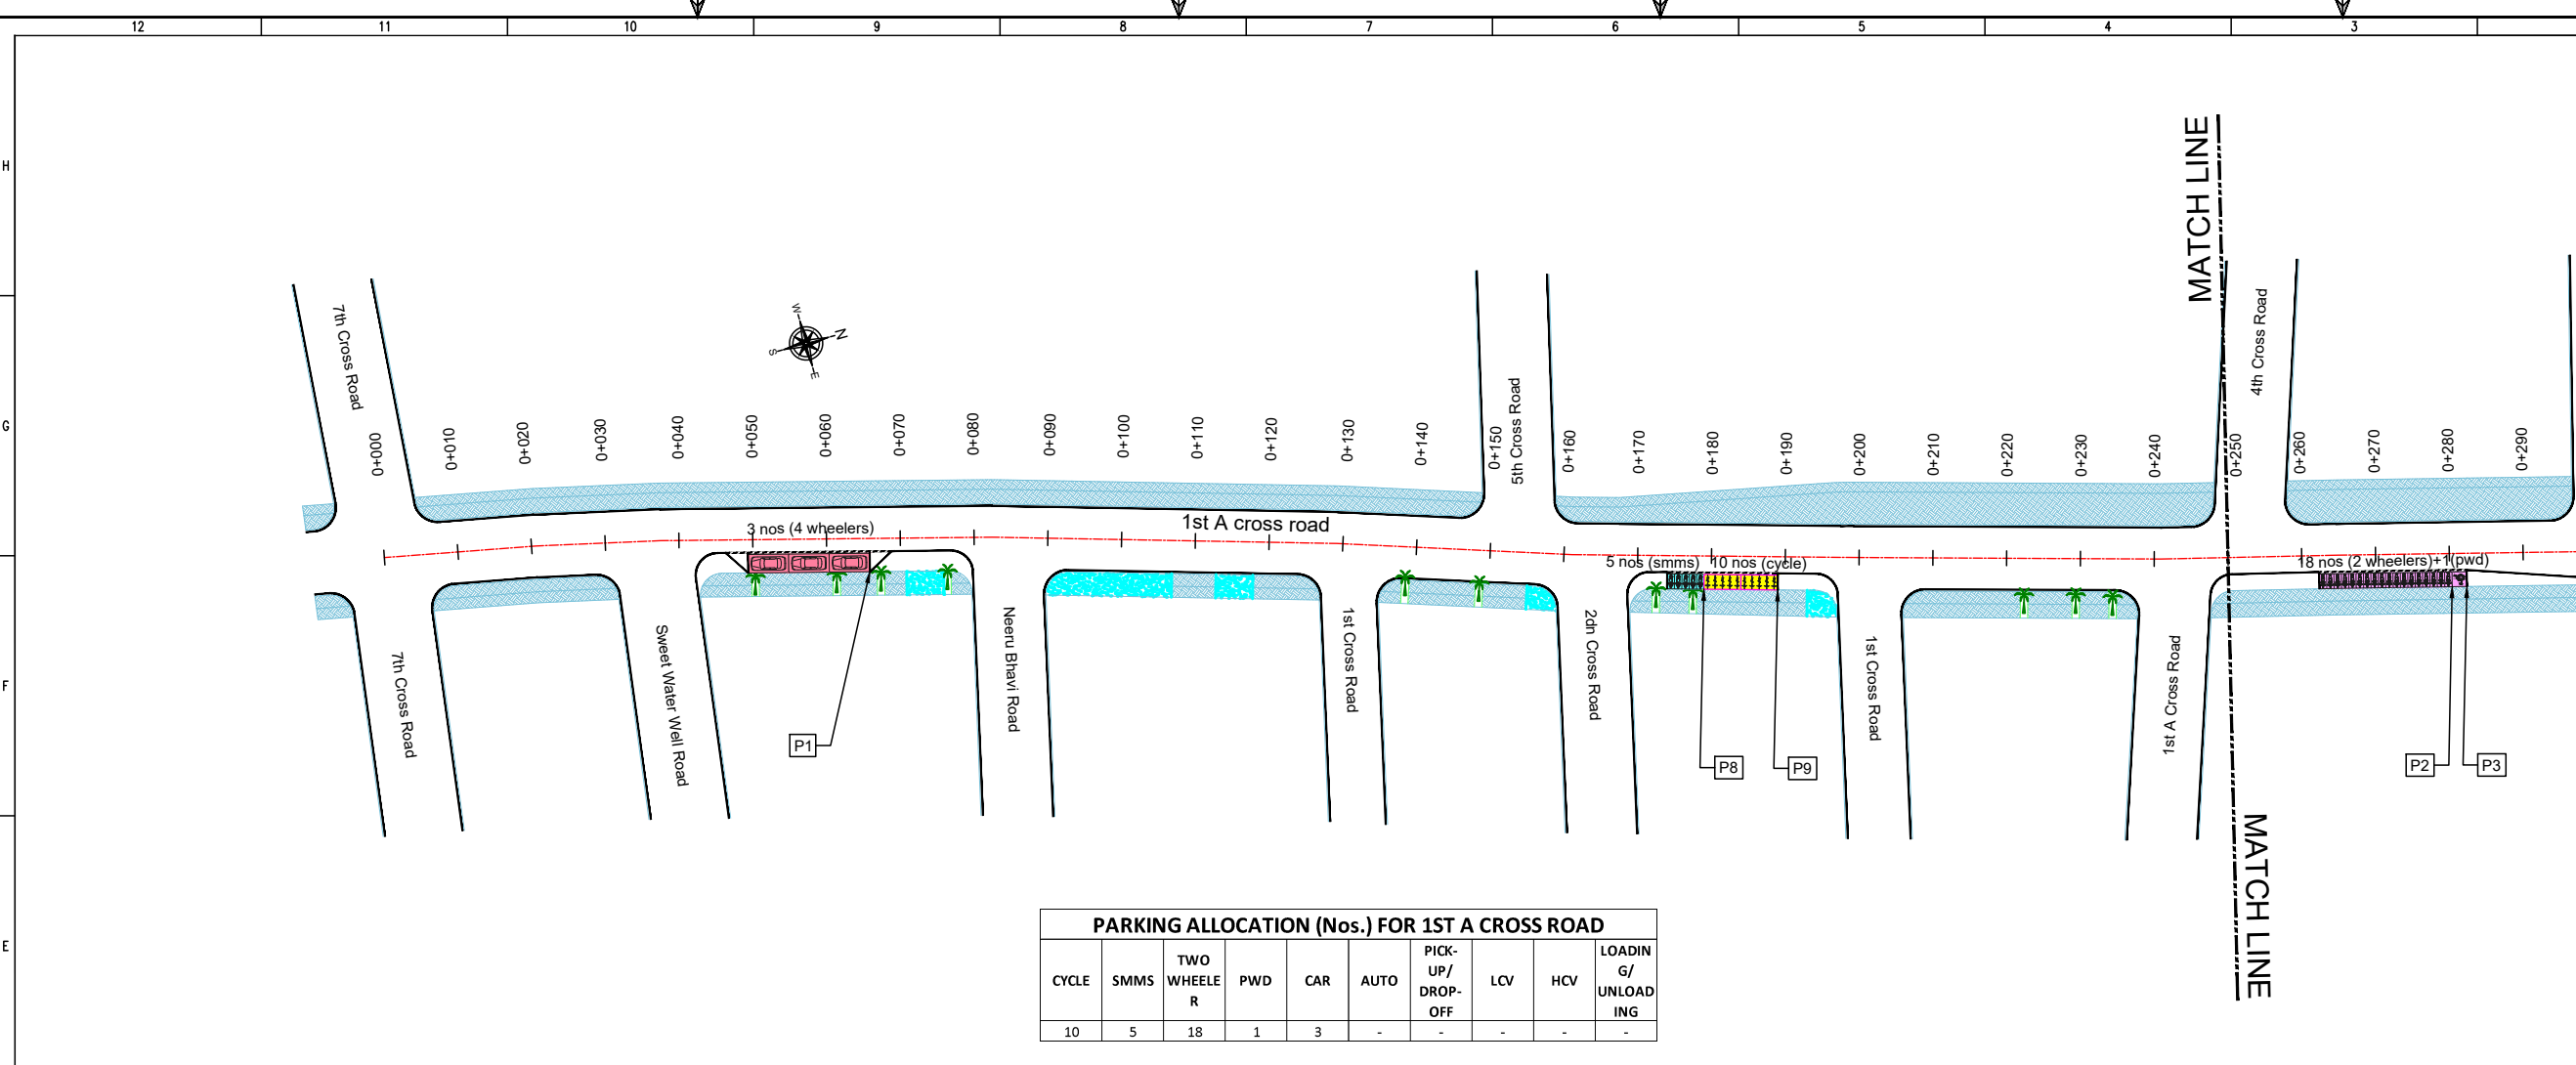 12 11 10 9 8 7 6 5 4 3
H
G
F
E
MATCH LINE
7th Cross Road
W
N
S
E
5th Cross Road
4th Cross Road
0+000 0+010 0+020 0+030 0+040 0+050 0+060 0+070 0+080 0+090 0+100 0+110 0+120 0+130 0+140 0+150 0+160 0+170 0+180 0+190 0+200 0+210 0+220 0+230 0+240 0+250 0+260 0+270 0+280 0+290
3 nos (4 wheelers)
1st A cross road
5 nos (smms) 10 nos (cycle)
18 nos (2 wheelers)+1(pwd)
7th Cross Road
Sweet Water Well Road
Neeru Bhavi Road
1st Cross Road
2dn Cross Road
1st Cross Road
1st A Cross Road
P1
P8
P9
P2
P3
MATCH LINE
PARKING ALLOCATION (Nos.) FOR 1ST A CROSS ROAD
CYCLE
SMMS
TWO
WHEELE
R
PWD
CAR
AUTO
PICK-
UP/
DROP-
OFF
LCV
HCV
LOADIN
G/
UNLOAD
ING
10 5 18 1 3 - - - - -